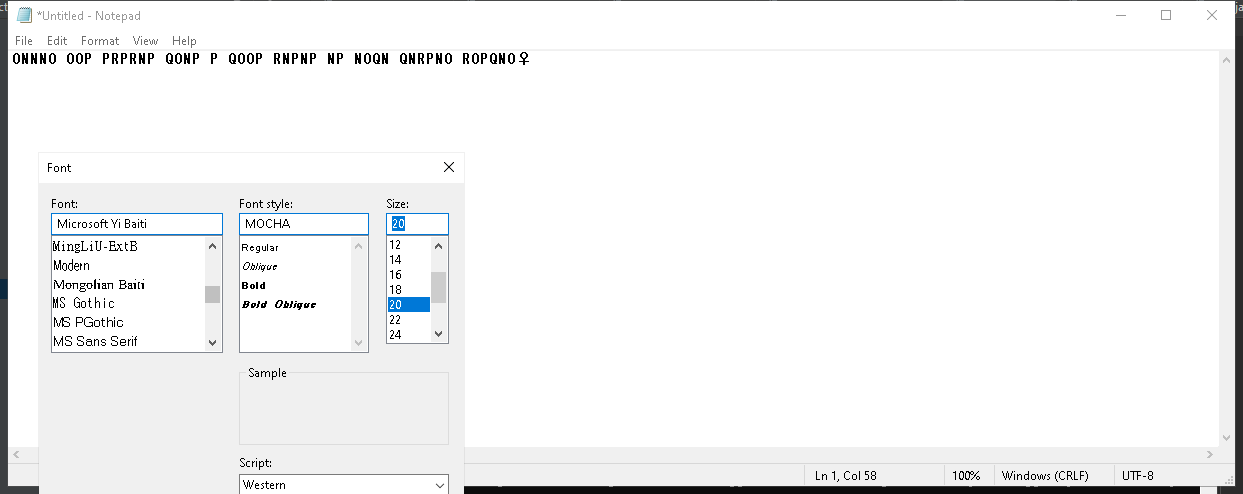 *Untitled - Notepad
File Edit Format View Help
ONNNO OOP PRPRNP QONP P QOOP RNPNP NP NOQN QNRPNO ROPQNO♀
Font
Font: Font style: Size:
Microsoft Yi Baiti MOCHA 20
MingLiU-ExtB Regular 12
Modern Oblique 14
Mongolian Baiti Bold 16
MS Gothic Bold Oblique 18
MS PGothic 20
MS Sans Serif 22
24
Sample
Script:
Western
Ln 1, Col 58 100% Windows (CRLF) UTF-8